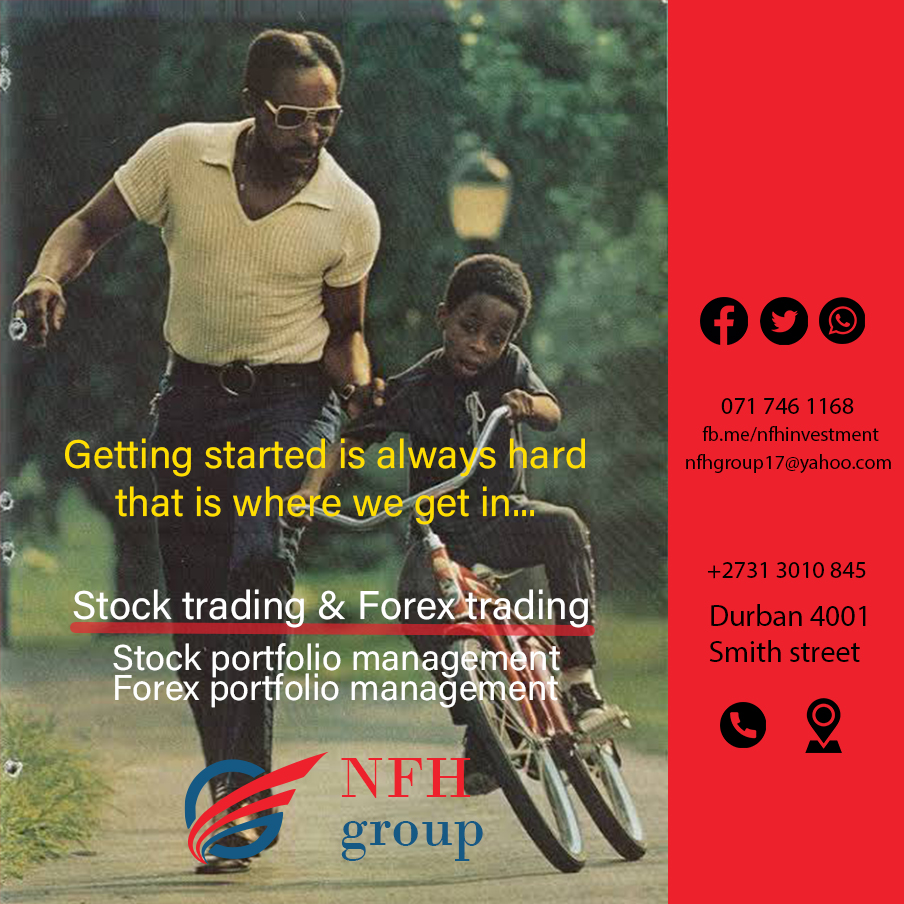 Getting started is always hard
that is where we get in...
Stock trading & Forex trading
Stock portfolio management
Forex portfolio management
NFH
group
071 746 1168
fb.me/nfhinvestment
nfhgroup17@yahoo.com
+2731 3010 845
Durban 4001
Smith street